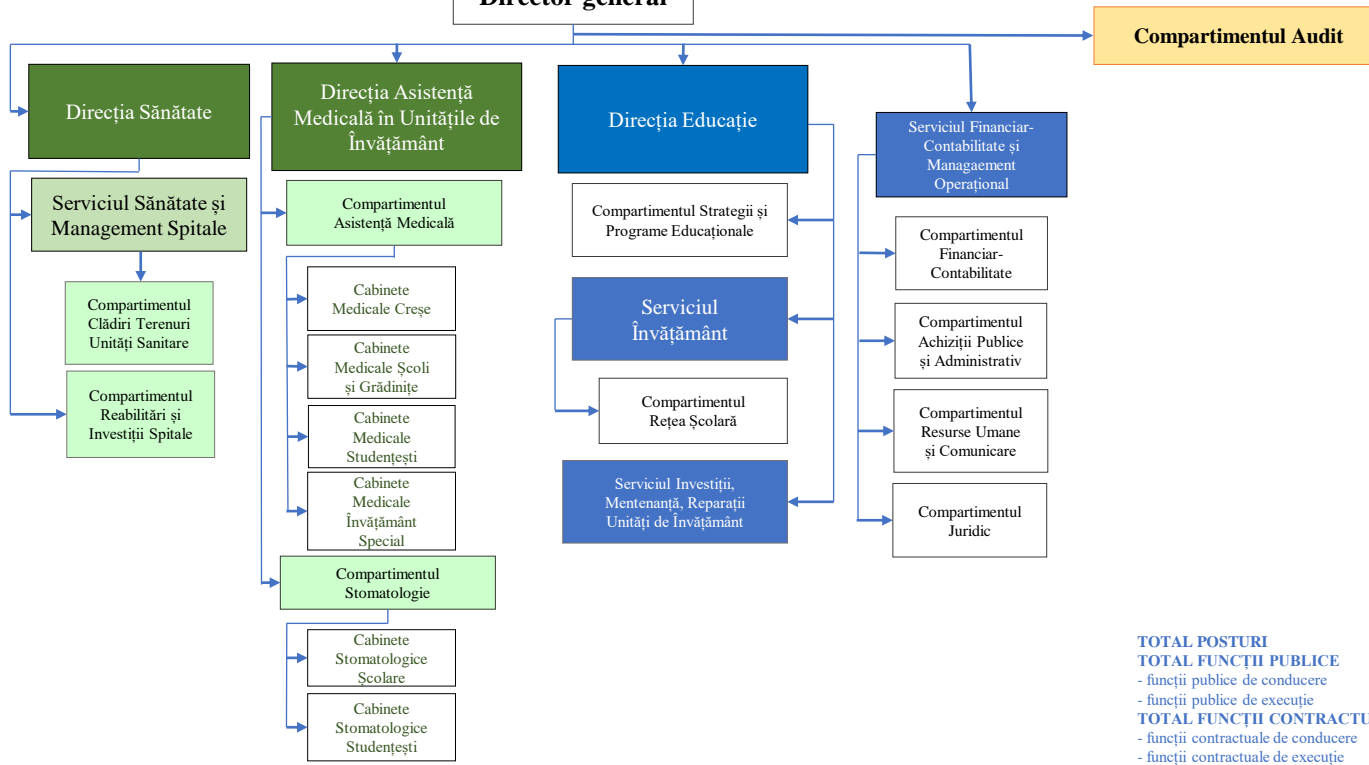 Director general
Compartimentul Audit
Direcția Sănătate
Direcția Asistență
Medicală în Unitățile de
Învățământ
Direcția Educație
Serviciul Financiar-
Contabilitate și
Managaement
Operațional
Serviciul Sănătate și
Management Spitale
Compartimentul
Clădiri Terenuri
Unități Sanitare
Compartimentul
Reabilitări și
Investiții Spitale
Compartimentul
Asistență Medicală
Cabinete
Medicale Creșe
Cabinete
Medicale Școli
și Grădinițe
Cabinete
Medicale
Studențești
Cabinete
Medicale
Învățământ
Special
Compartimentul
Stomatologie
Cabinete
Stomatologice
Școlare
Cabinete
Stomatologice
Studențești
Compartimentul Strategii și
Programe Educaționale
Serviciul
Învățământ
Compartimentul
Rețea Școlară
Serviciul Investiții,
Mentenanță, Reparații
Unități de Învățământ
Compartimentul
Financiar-
Contabilitate
Compartimentul
Achiziții Publice
și Administrativ
Compartimentul
Resurse Umane
și Comunicare
Compartimentul
Juridic
TOTAL POSTURI
TOTAL FUNCȚII PUBLICE
- funcții publice de conducere
- funcții publice de execuție
TOTAL FUNCȚII CONTRACTU
- funcții contractuale de conducere
- funcții contractuale de execuție